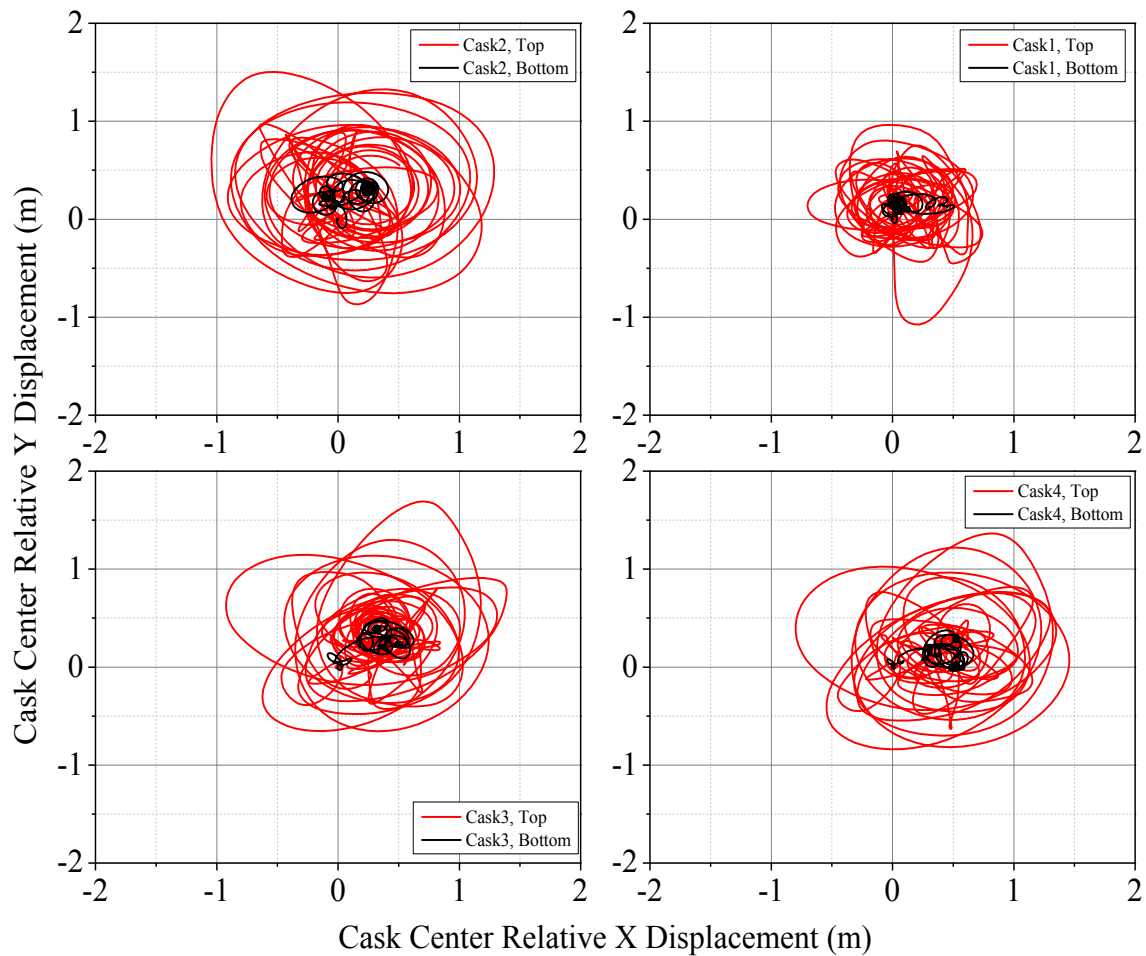 Cask Center Relative Y Displacement (m)
2
1
0
-1
-2
-2 -1 0 1 2
Cask2, Top
Cask2, Bottom
2
1
0
-1
-2
-2 -1 0 1 2
Cask1, Top
Cask1, Bottom
2
1
0
-1
-2
-2 -1 0 1 2
Cask3, Top
Cask3, Bottom
2
1
0
-1
-2
-2 -1 0 1 2
Cask4, Top
Cask4, Bottom
Cask Center Relative X Displacement (m)